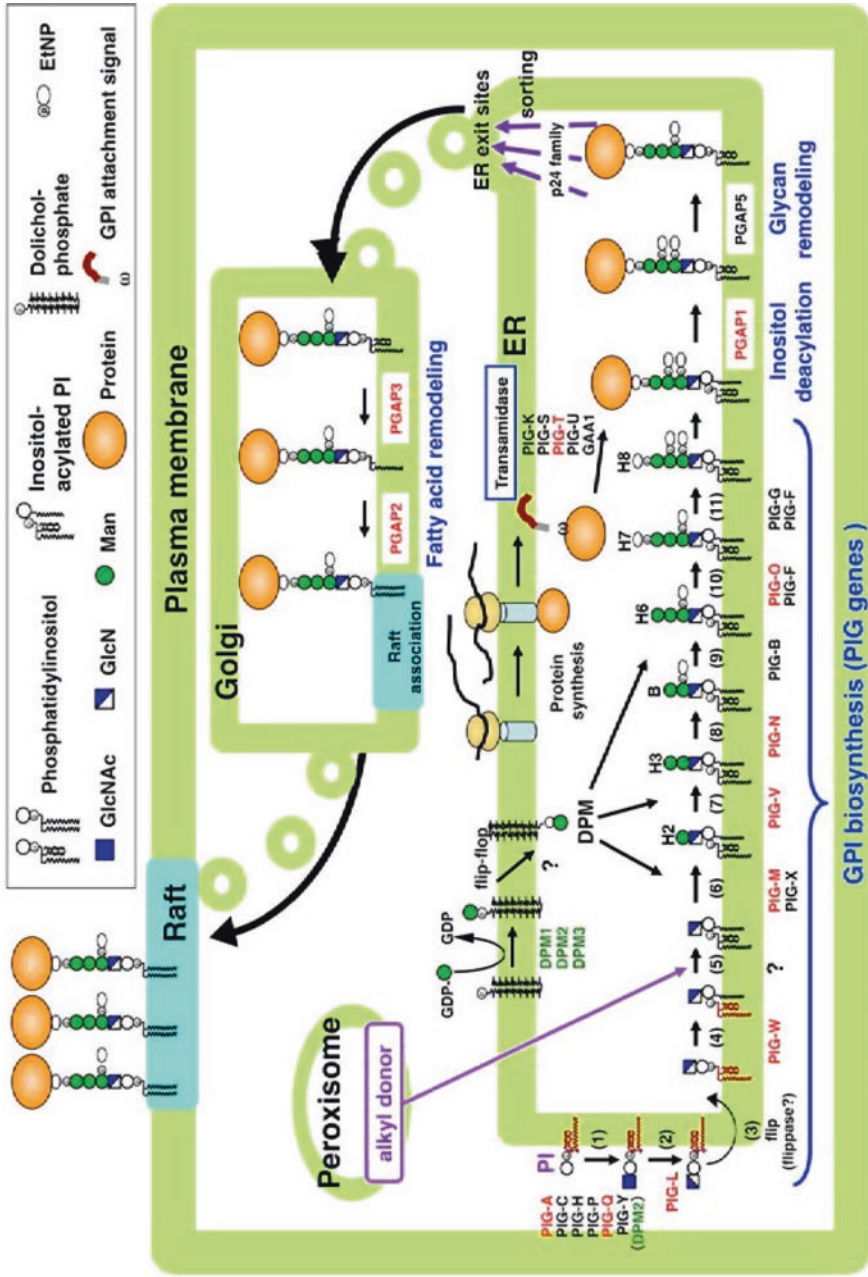 Phosphatidylinositol
Inositol-
acylated PI
Dolichol-
phosphate
EtNP
P
GlcNAc
GlcN
Man
Protein
GPI attachment signal
ω
Plasma membrane
Raft
Golgi
PGAP2
PGAP3
Raft
association
Fatty acid remodeling
Peroxisome
alkyl donor
ER
ER exit sites
sorting
p24 family
GDP-
GDP
flip-flop
?
DPM1
DPM2
DPM3
DPM
Protein
synthesis
Transamidase
PIG-K
PIG-S
PIG-T
PIG-U
GAA1
ω
PI
PIG-A
PIG-C
PIG-H
PIG-P
PIG-Q
PIG-Y
(DPM2)
(1)
(2)
PIG-L
(3)
flip
(flippase?)
H2
H3
B
H6
H7
H8
(4)
(5)
(6)
(7)
(8)
(9)
(10)
(11)
PIG-W
?
PIG-M
PIG-X
PIG-V
PIG-N
PIG-B
PIG-O
PIG-F
PIG-G
PIG-F
PGAP1
PGAP5
Inositol
deacylation
Glycan
remodeling
GPI biosynthesis (PIG genes)